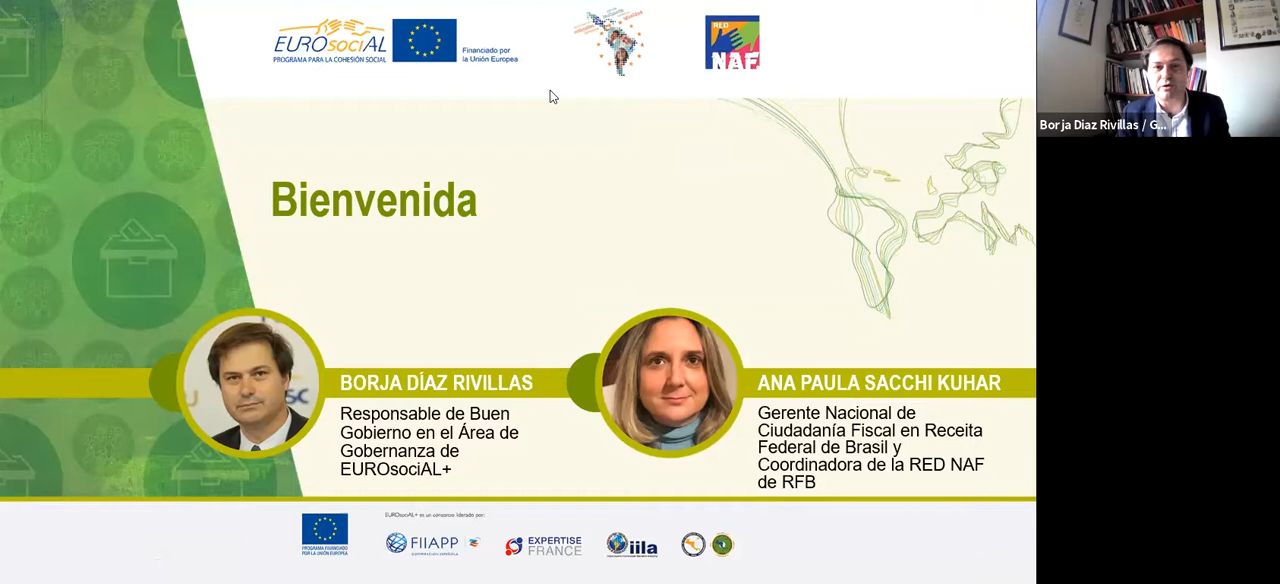 EUROsociAL
PROGRAMA PARA LA COHESIÓN SOCIAL
Financiado por
la Unión Europea
RED
NAF
Borja Diaz Rivillas / G...
Bienvenida
BORJA DÍAZ RIVILLAS
Responsable de Buen
Gobierno en el Área de
Gobernanza de
EUROsociAL+
ANA PAULA SACCHI KUHAR
Gerente Nacional de
Ciudadanía Fiscal en Receita
Federal de Brasil y
Coordinadora de la RED NAF
de RFB
EUROsociAL+ es un consorcio liderado por:
PROGRAMA FINANCIADO
POR LA UNIÓN EUROPEA
FIIAPP
COOPERACIÓN ESPAÑOLA
EXPERTISE
FRANCE
iila